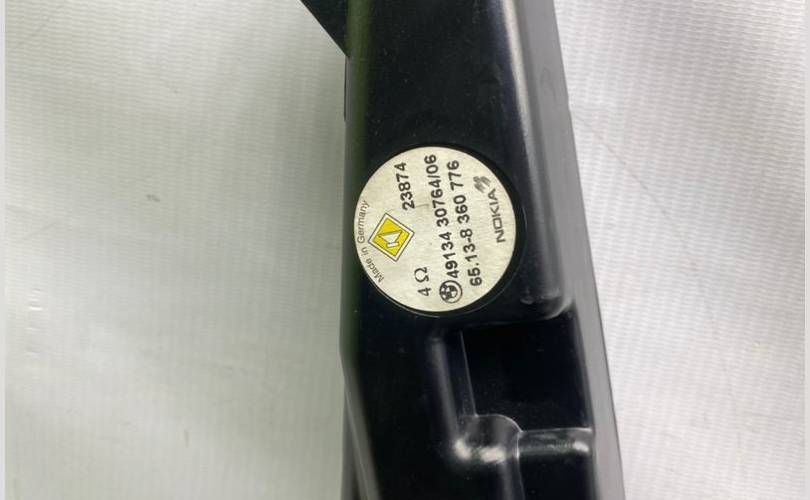 Made in Germany
23874
4 Ω
49134 30764/06
65.13-8 360 776
NOKIA